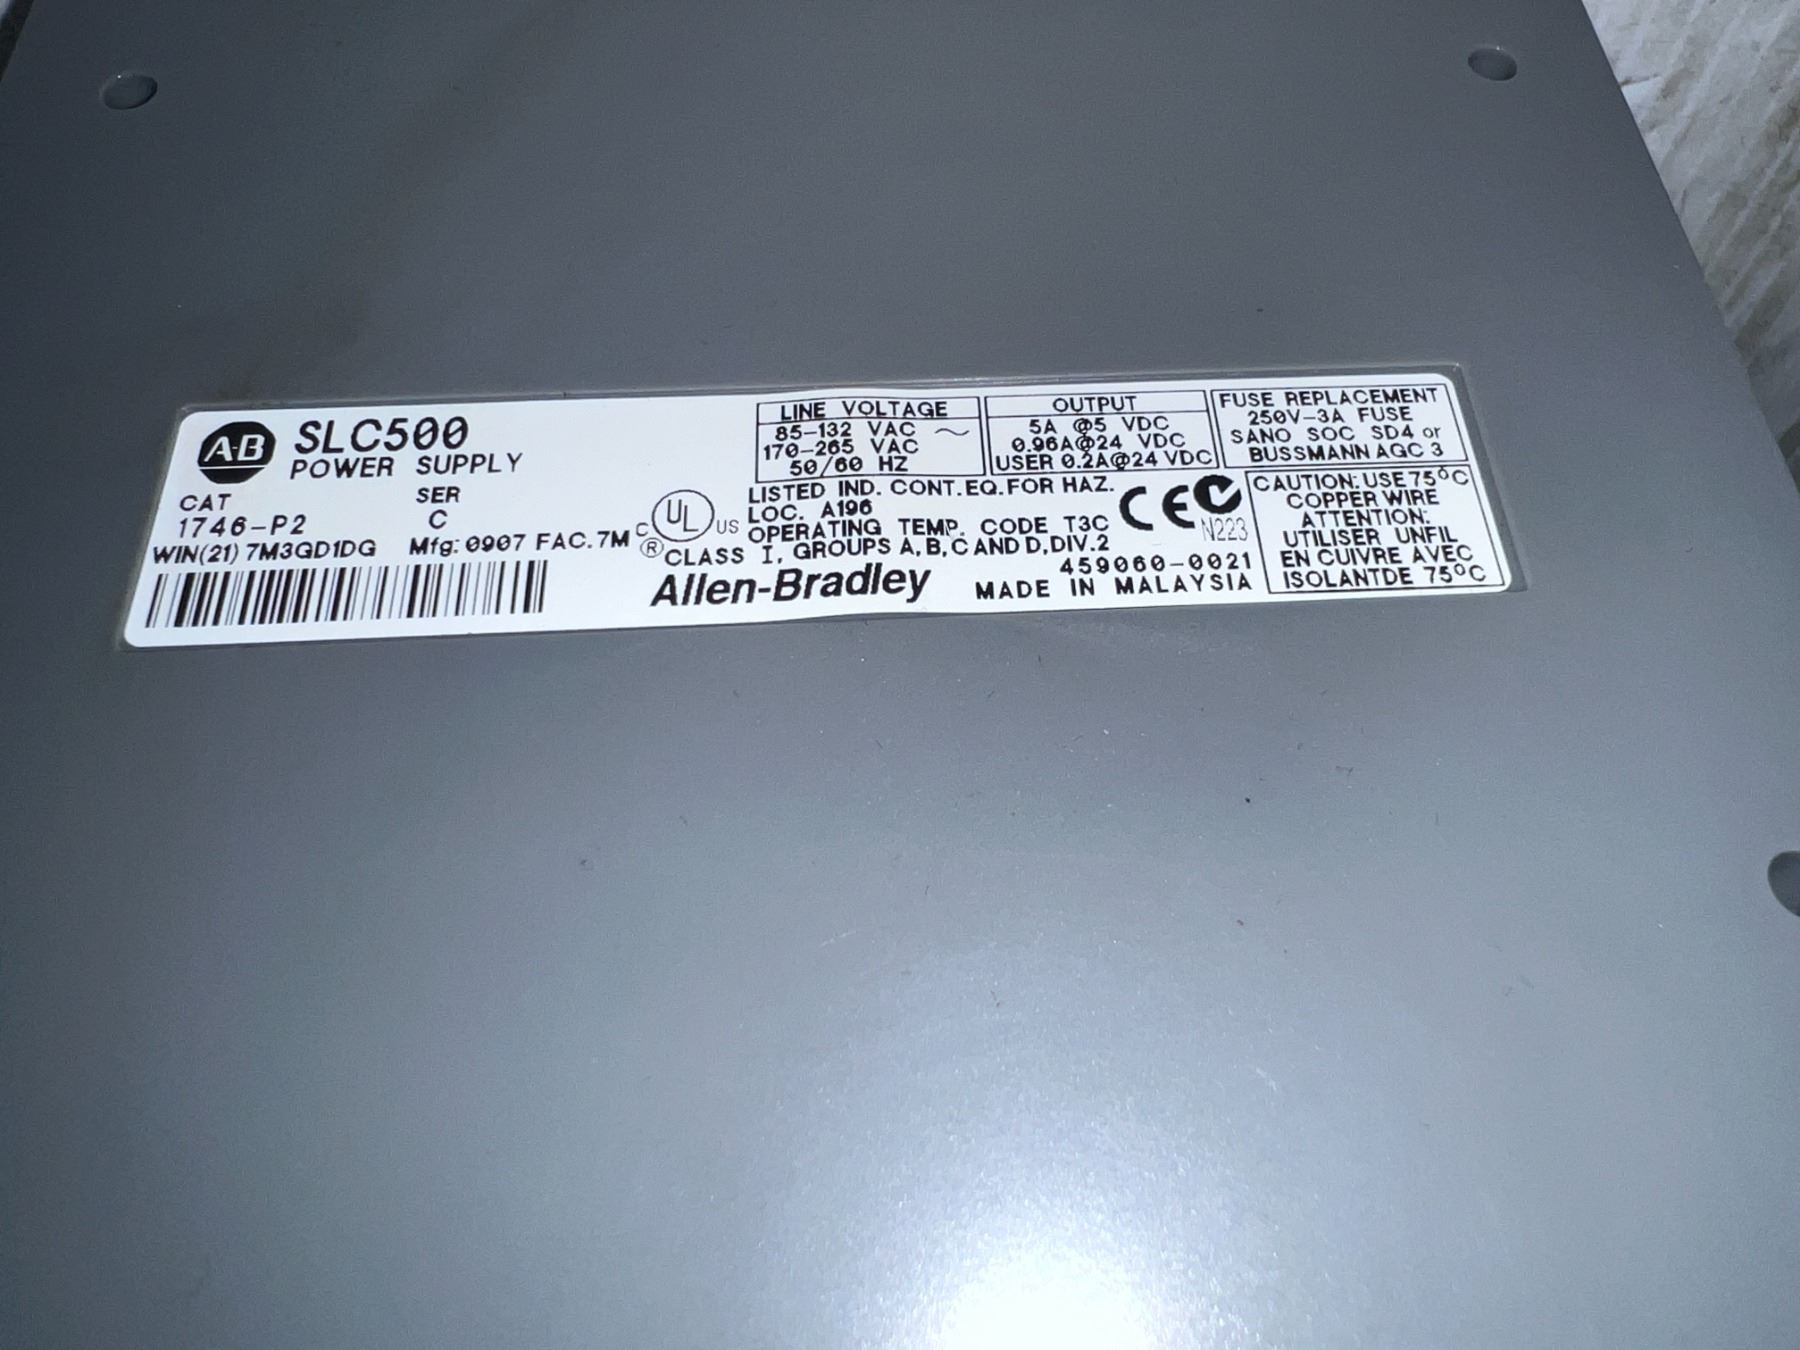 A·B SLC500
POWER SUPPLY
CAT SER
1746-P2 C
WIN(21) 7M3GD1DG Mfg: 0907 FAC. 7M
LINE VOLTAGE
85-132 VAC ~
170-265 VAC
50/60 HZ
OUTPUT
5A @5 VDC
0.96A@24 VDC
USER 0.2A@24 VDC
FUSE REPLACEMENT
250V-3A FUSE
SANO SOC SD4 or
BUSSMANN AGC 3
C UL US ®
LISTED IND. CONT. EQ. FOR HAZ.
LOC. A196
OPERATING TEMP. CODE T3C
CLASS I, GROUPS A, B, C AND D, DIV.2
CE
N223
CAUTION: USE 75°C
COPPER WIRE
ATTENTION:
UTILISER UNFIL
EN CUIVRE AVEC
ISOLANTDE 75°C
Allen-Bradley
459060-0021
MADE IN MALAYSIA